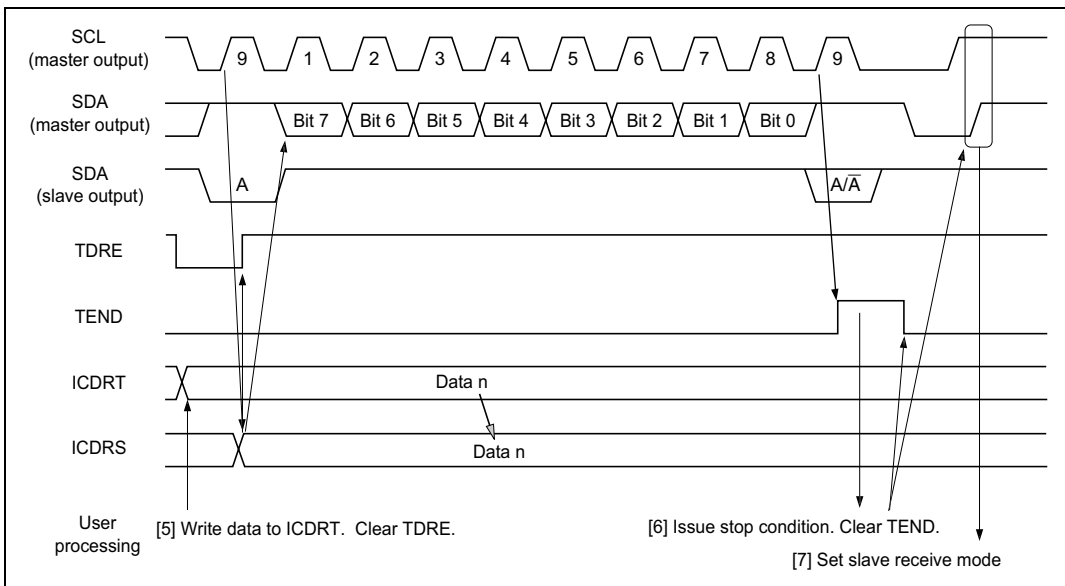 SCL
(master output)
9 1 2 3 4 5 6 7 8 9
SDA
(master output)
Bit 7 Bit 6 Bit 5 Bit 4 Bit 3 Bit 2 Bit 1 Bit 0
SDA
(slave output)
A A/A̅
TDRE
TEND
ICDRT
Data n
ICDRS
Data n
User
processing
[5] Write data to ICDRT. Clear TDRE.
[6] Issue stop condition. Clear TEND.
[7] Set slave receive mode